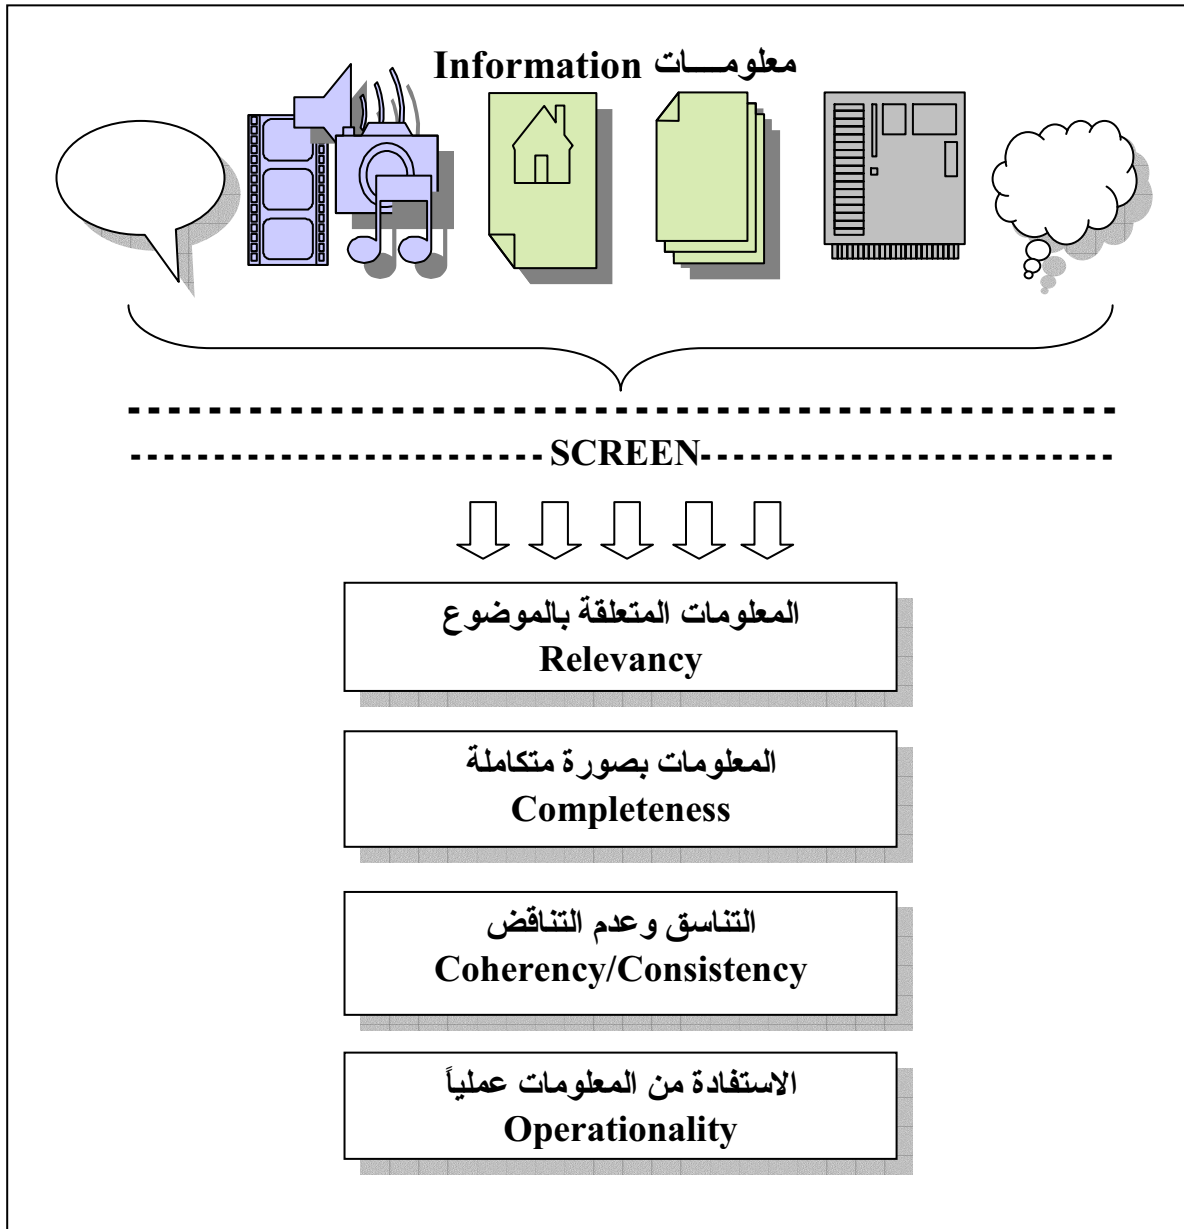 معلومــــات Information
SCREEN
المعلومات المتعلقة بالموضوع
Relevancy
المعلومات بصورة متكاملة
Completeness
التناسق وعدم التناقض
Coherency/Consistency
الاستفادة من المعلومات عملياً
Operationality